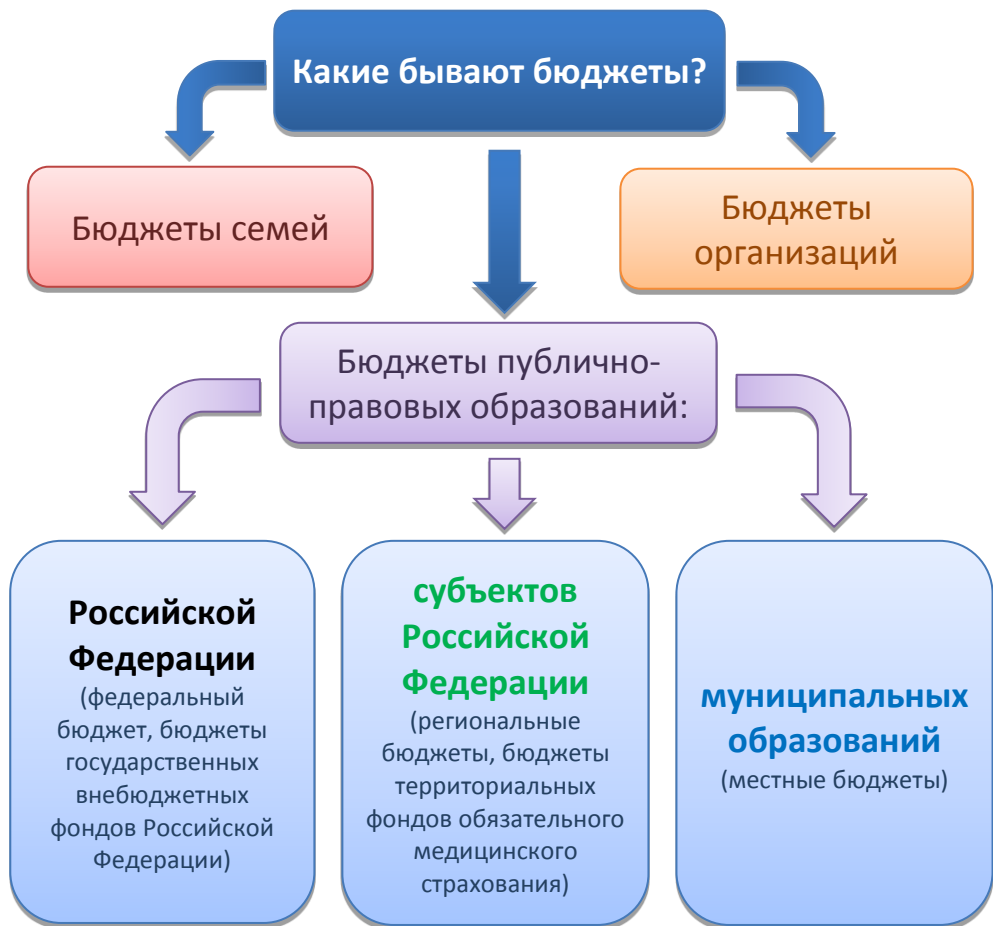 Какие бывают бюджеты?
Бюджеты семей
Бюджеты
организаций
Бюджеты публично-
правовых образований:
Российской
Федерации
(федеральный
бюджет, бюджеты
государственных
внебюджетных
фондов Российской
Федерации)
субъектов
Российской
Федерации
(региональные
бюджеты, бюджеты
территориальных
фондов обязательного
медицинского
страхования)
муниципальных
образований
(местные бюджеты)